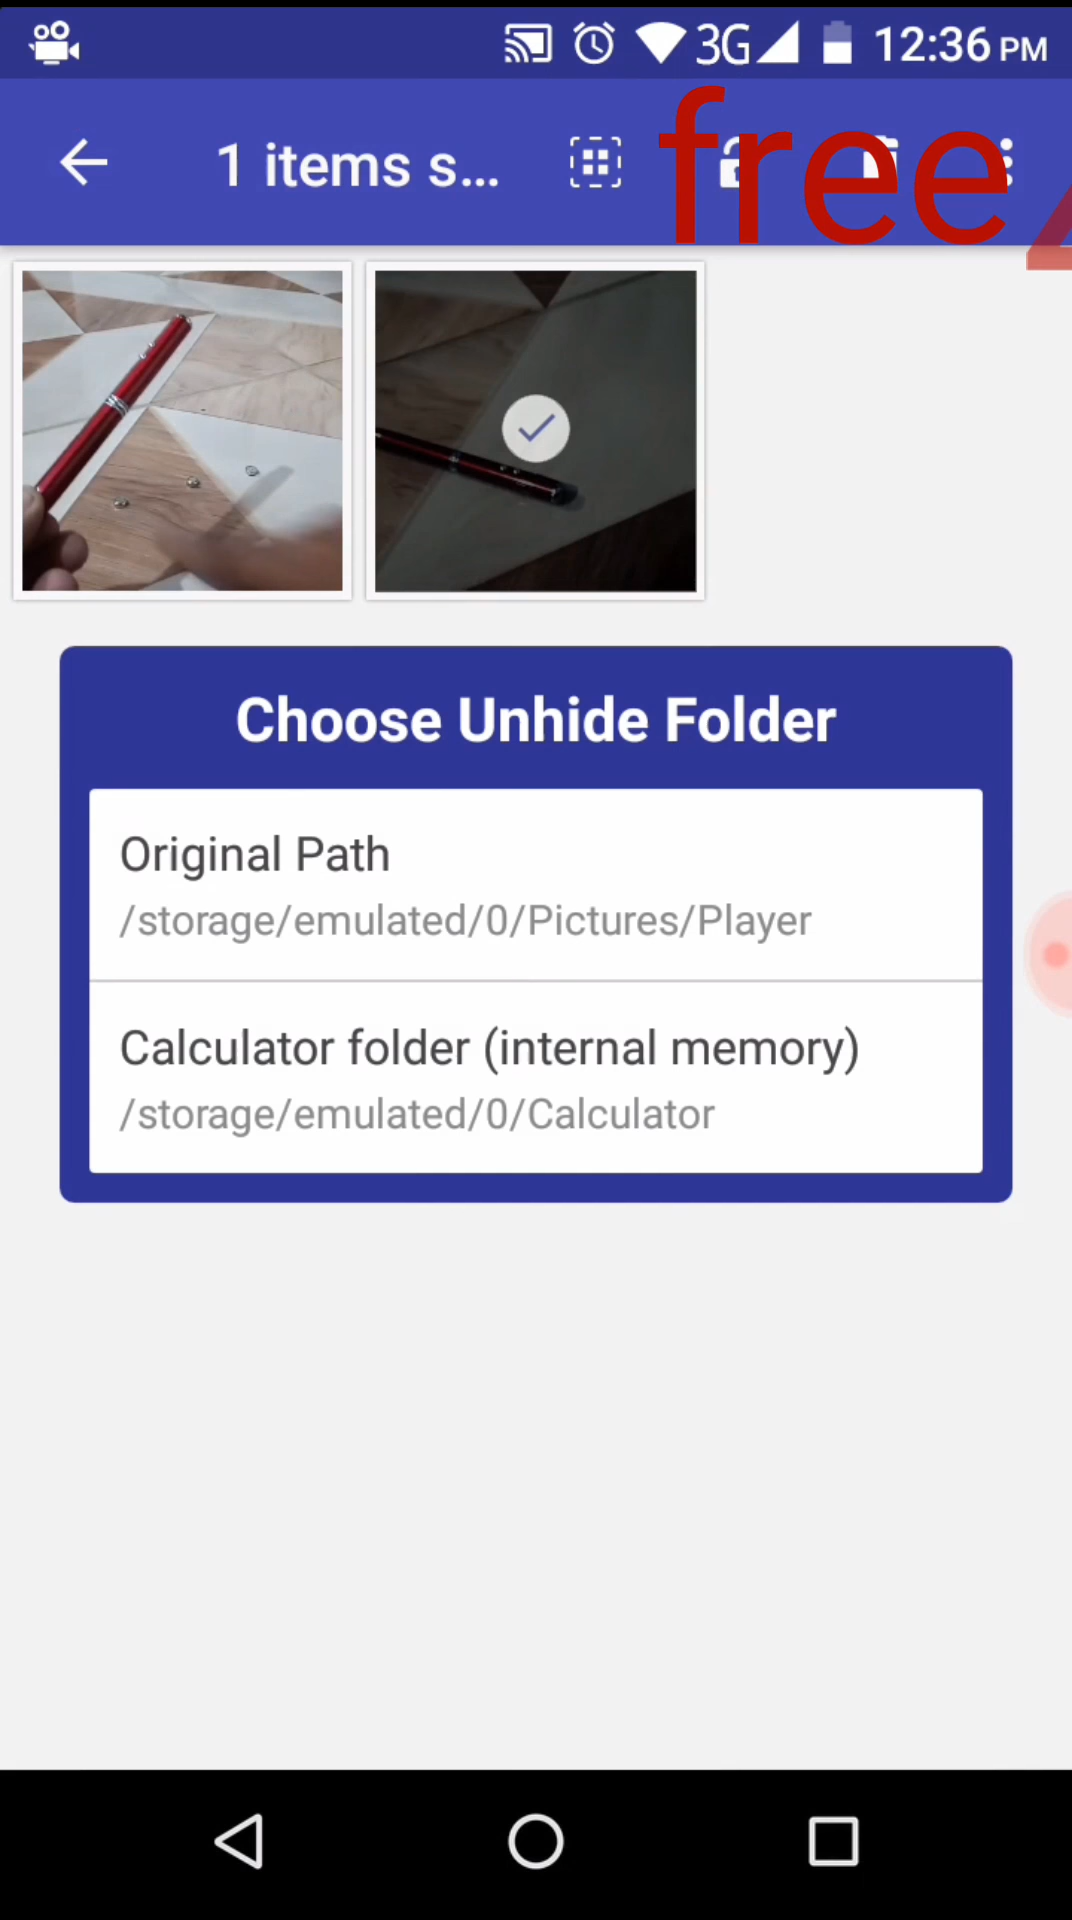 3G 12:36 PM
1 items s...
free
Choose Unhide Folder
Original Path
/storage/emulated/0/Pictures/Player
Calculator folder (internal memory)
/storage/emulated/0/Calculator